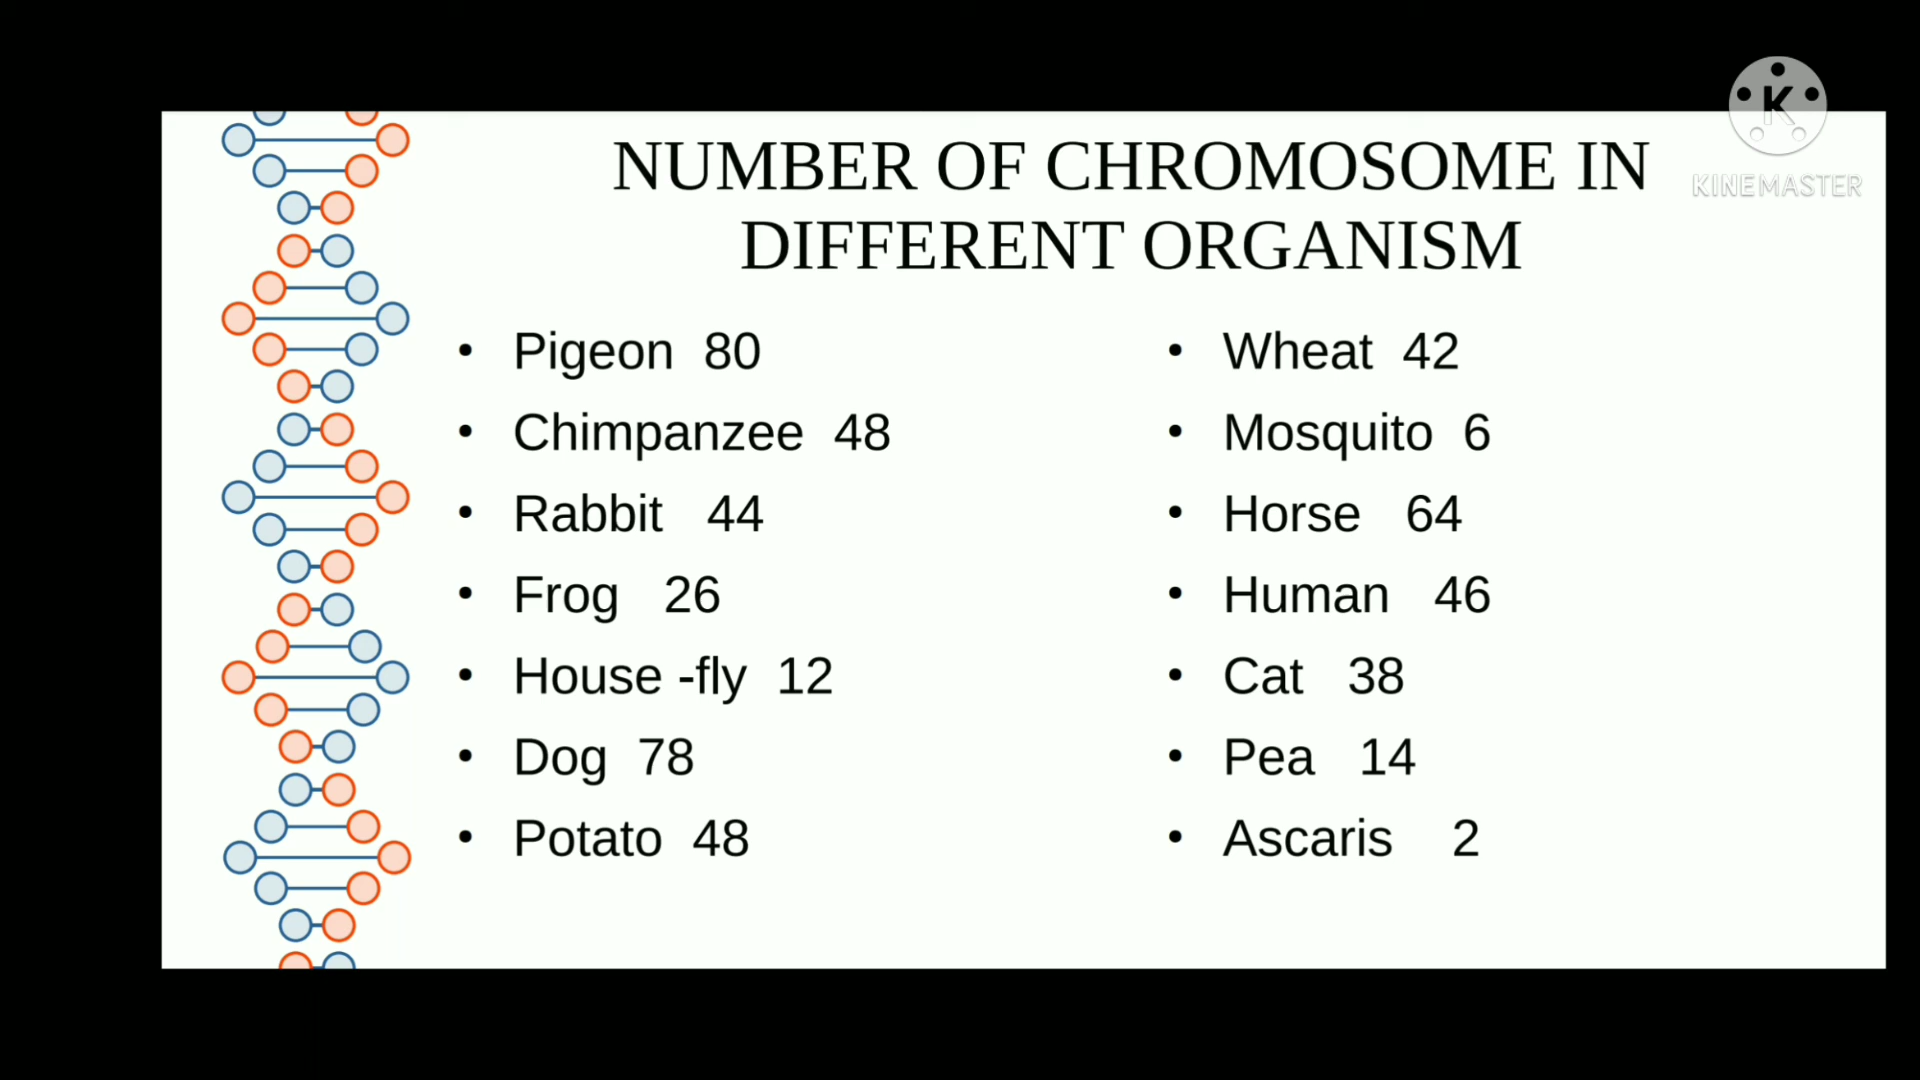 K
KINEMASTER
NUMBER OF CHROMOSOME IN
DIFFERENT ORGANISM
• Pigeon 80
• Chimpanzee 48
• Rabbit 44
• Frog 26
• House -fly 12
• Dog 78
• Potato 48
• Wheat 42
• Mosquito 6
• Horse 64
• Human 46
• Cat 38
• Pea 14
• Ascaris 2